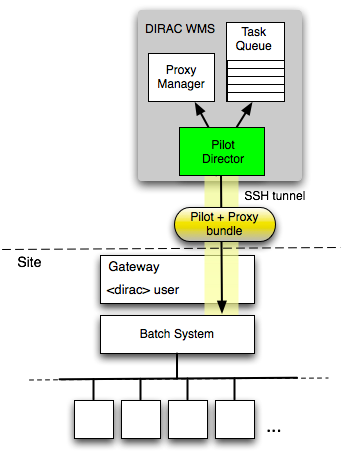 DIRAC WMS
Task
Queue
Proxy
Manager
Pilot
Director
SSH tunnel
Pilot + Proxy
bundle
Site
Gateway
<dirac> user
Batch System
...